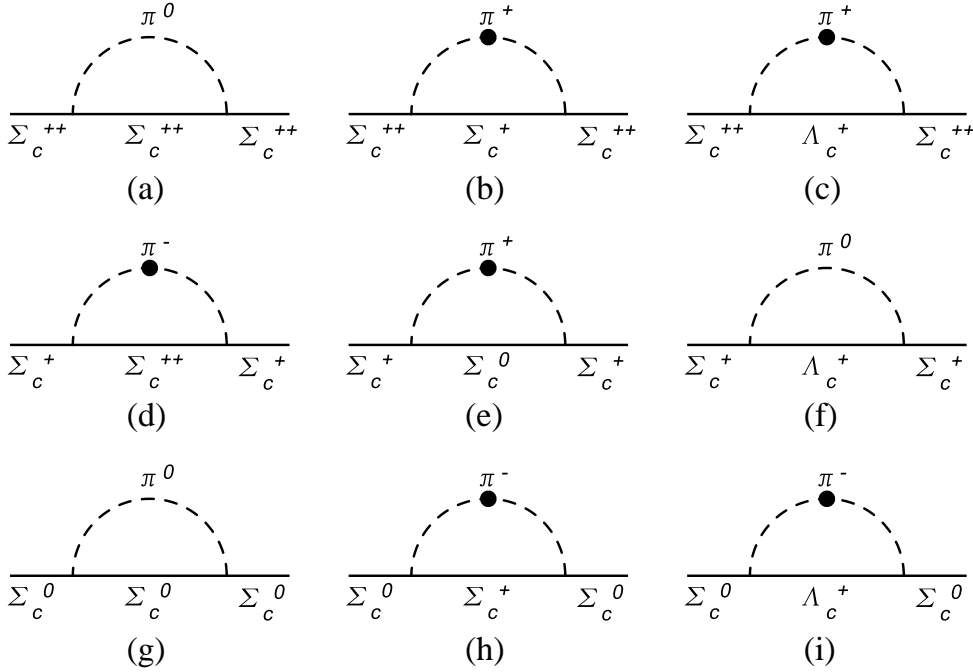 π⁰ π⁺ π⁺
Σc⁺⁺ Σc⁺⁺ Σc⁺⁺ Σc⁺⁺ Σc⁺ Σc⁺⁺ Σc⁺⁺ Λc⁺ Σc⁺⁺
(a) (b) (c)
π⁻ π⁺ π⁰
Σc⁺ Σc⁺⁺ Σc⁺ Σc⁺ Σc⁰ Σc⁺ Σc⁺ Λc⁺ Σc⁺
(d) (e) (f)
π⁰ π⁻ π⁻
Σc⁰ Σc⁰ Σc⁰ Σc⁰ Σc⁺ Σc⁰ Σc⁰ Λc⁺ Σc⁰
(g) (h) (i)